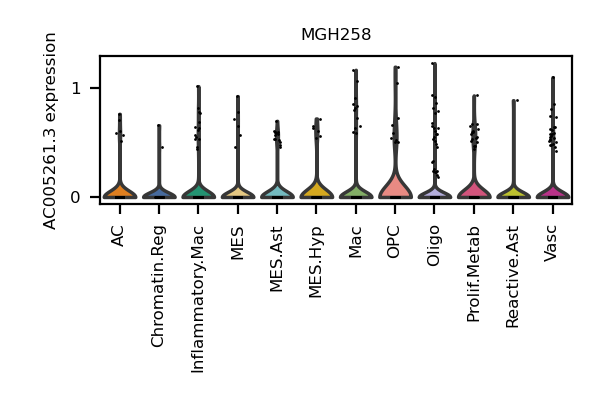 MGH258
AC005261.3 expression
1
0
AC
Chromatin.Reg
Inflammatory.Mac
MES
MES.Ast
MES.Hyp
Mac
OPC
Oligo
Prolif.Metab
Reactive.Ast
Vasc